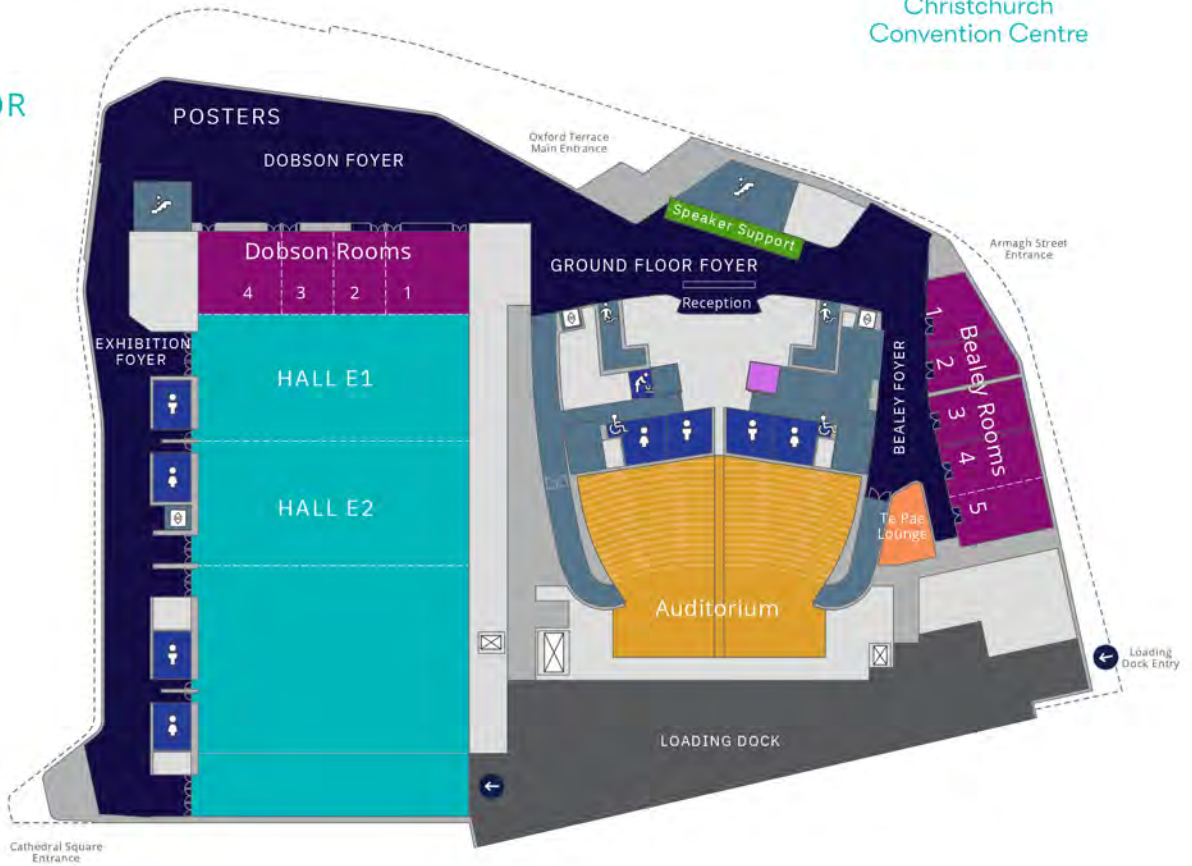 Christchurch
Convention Centre
OR
POSTERS
DOBSON FOYER
Oxford Terrace
Main Entrance
Speaker Support
Armagh Street
Entrance
Dobson Rooms
4 3 2 1
GROUND FLOOR FOYER
Reception
EXHIBITION
FOYER
HALL E1
HALL E2
BEALEY FOYER
Bealey Rooms
1
2
3
4
5
Te Pae
Lounge
Auditorium
Loading
Dock Entry
LOADING DOCK
Cathedral Square
Entrance